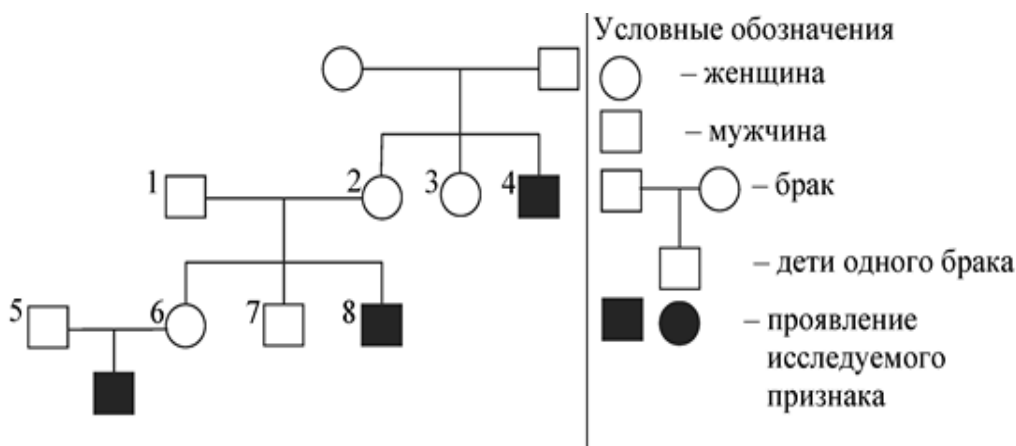 Условные обозначения
– женщина
– мужчина
– брак
– дети одного брака
– проявление
исследуемого
признака
1
2
3
4
5
6
7
8